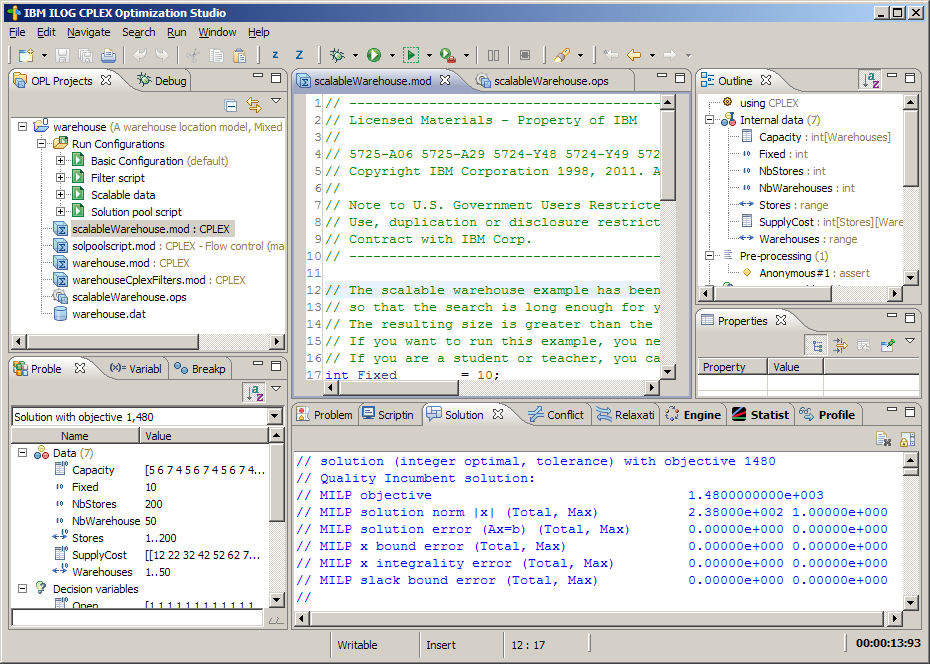 IBM ILOG CPLEX Optimization Studio
File Edit Navigate Search Run Window Help
OPL Projects Debug
warehouse (A warehouse location model, Mixed
Run Configurations
Basic Configuration (default)
Filter script
Scalable data
Solution pool script
scalableWarehouse.mod : CPLEX
solpoolscript.mod : CPLEX - Flow control (ma
warehouse.mod : CPLEX
warehouseCplexFilters.mod : CPLEX
scalableWarehouse.ops
warehouse.dat
scalableWarehouse.mod scalableWarehouse.ops
1 // ------------------------------------------
2 // Licensed Materials - Property of IBM
3 //
4 // 5725-A06 5725-A29 5724-Y48 5724-Y49 572
5 // Copyright IBM Corporation 1998, 2011. A
6 //
7 // Note to U.S. Government Users Restricte
8 // Use, duplication or disclosure restrict
9 // Contract with IBM Corp.
10 // ------------------------------------------
11
12 // The scalable warehouse example has been
13 // so that the search is long enough for y
14 // The resulting size is greater than the
15 // If you want to run this example, you ne
16 // If you are a student or teacher, you ca
17 int Fixed = 10;
Outline
using CPLEX
Internal data (7)
Capacity : int[Warehouses]
Fixed : int
NbStores : int
NbWarehouses : int
Stores : range
SupplyCost : int[Stores][Ware
Warehouses : range
Pre-processing (1)
Anonymous#1 : assert
Properties
Property Value
Proble Variabl Breakp
Solution with objective 1,480
Name Value
Data (7)
Capacity [5 6 7 4 5 6 7 4 5 6 7 4...
Fixed 10
NbStores 200
NbWarehouse 50
Stores 1..200
SupplyCost [[12 22 32 42 52 62 7...
Warehouses 1..50
Decision variables
Open [1 1 1 1 1 1 1 1 1 1 1 1
Problem Scriptin Solution Conflict Relaxati Engine Statist Profile
// solution (integer optimal, tolerance) with objective 1480
// Quality Incumbent solution:
// MILP objective 1.4800000000e+003
// MILP solution norm |x| (Total, Max) 2.38000e+002 1.00000e+000
// MILP solution error (Ax=b) (Total, Max) 0.00000e+000 0.00000e+000
// MILP x bound error (Total, Max) 0.00000e+000 0.00000e+000
// MILP x integrality error (Total, Max) 0.00000e+000 0.00000e+000
// MILP slack bound error (Total, Max) 0.00000e+000 0.00000e+000
//
Writable Insert 12 : 17 00:00:13:93